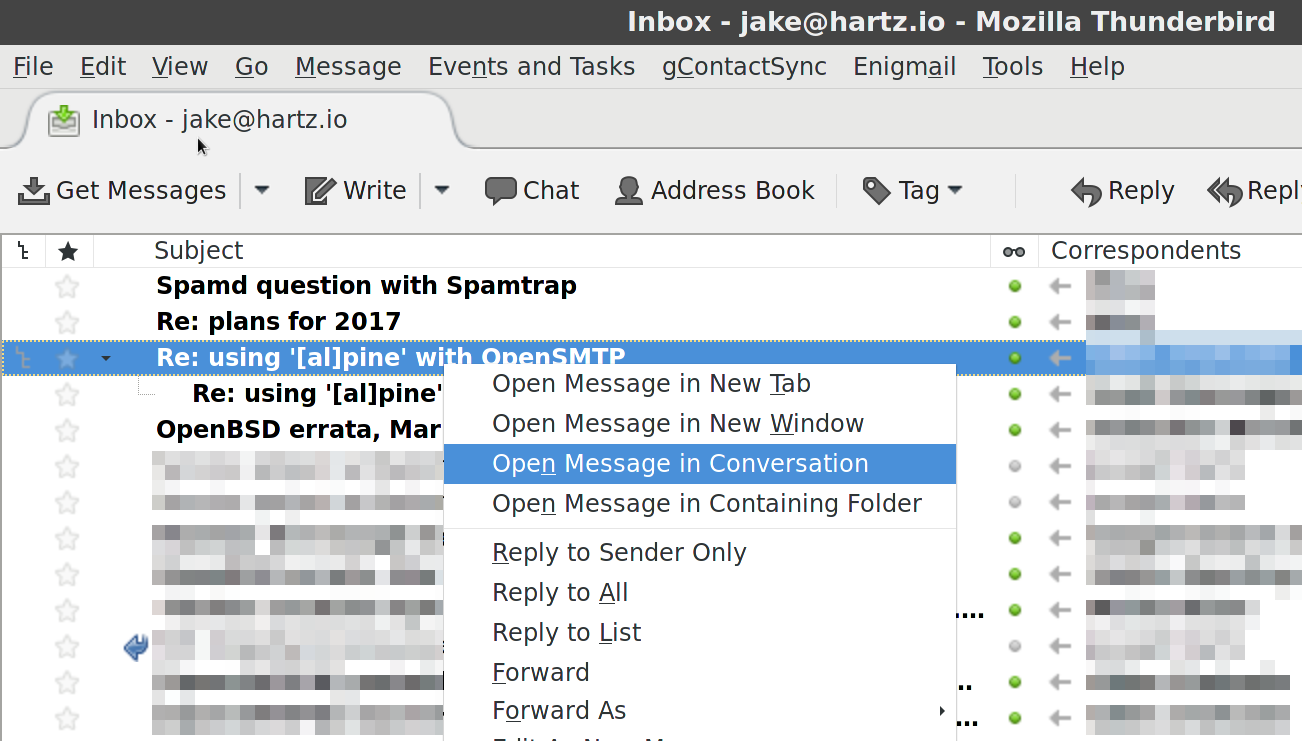 Inbox - jake@hartz.io - Mozilla Thunderbird
File Edit View Go Message Events and Tasks gContactSync Enigmail Tools Help
Inbox - jake@hartz.io
Get Messages Write Chat Address Book Tag Reply
Subject Correspondents
Spamd question with Spamtrap
Re: plans for 2017
Re: using '[al]pine' with OpenSMTP
Re: using '[al]pine'
OpenBSD errata, Mar
Open Message in New Tab
Open Message in New Window
Open Message in Conversation
Open Message in Containing Folder
Reply to Sender Only
Reply to All
Reply to List
Forward
Forward As